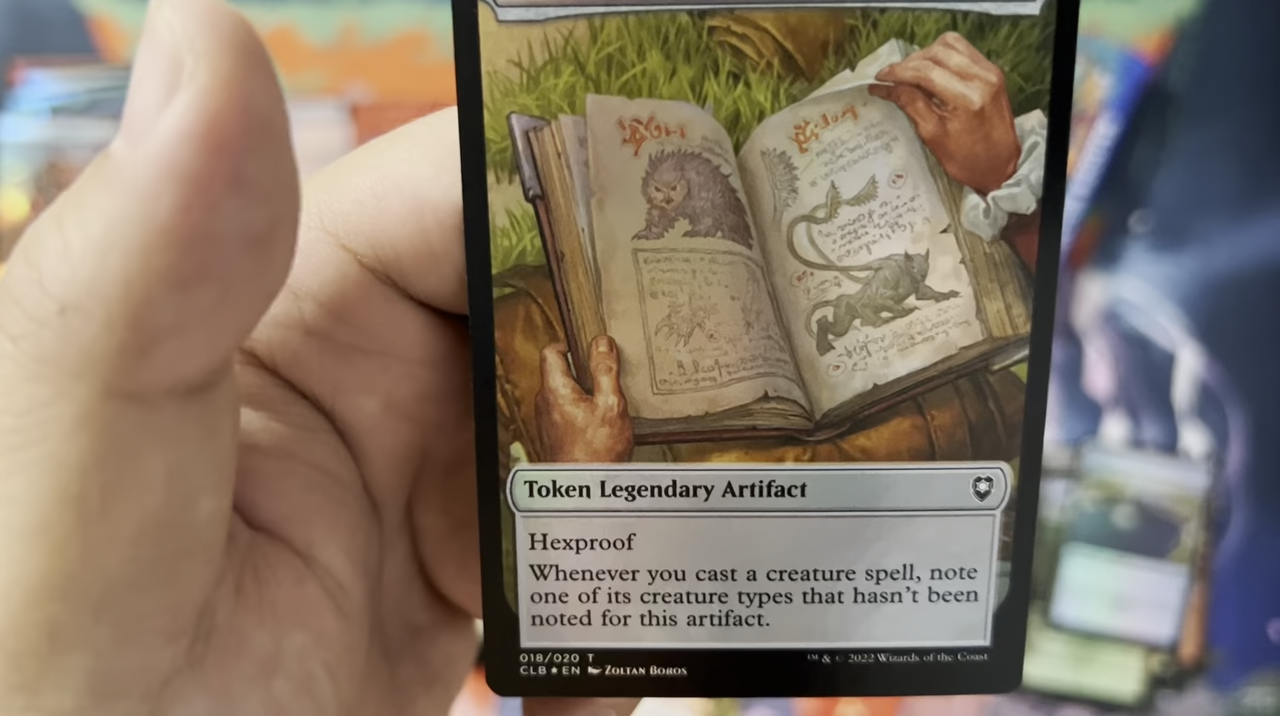 Token Legendary Artifact
Hexproof
Whenever you cast a creature spell, note
one of its creature types that hasn't been
noted for this artifact.
018/020 T
™ & © 2022 Wizards of the Coast
CLB★EN Zoltan Boros